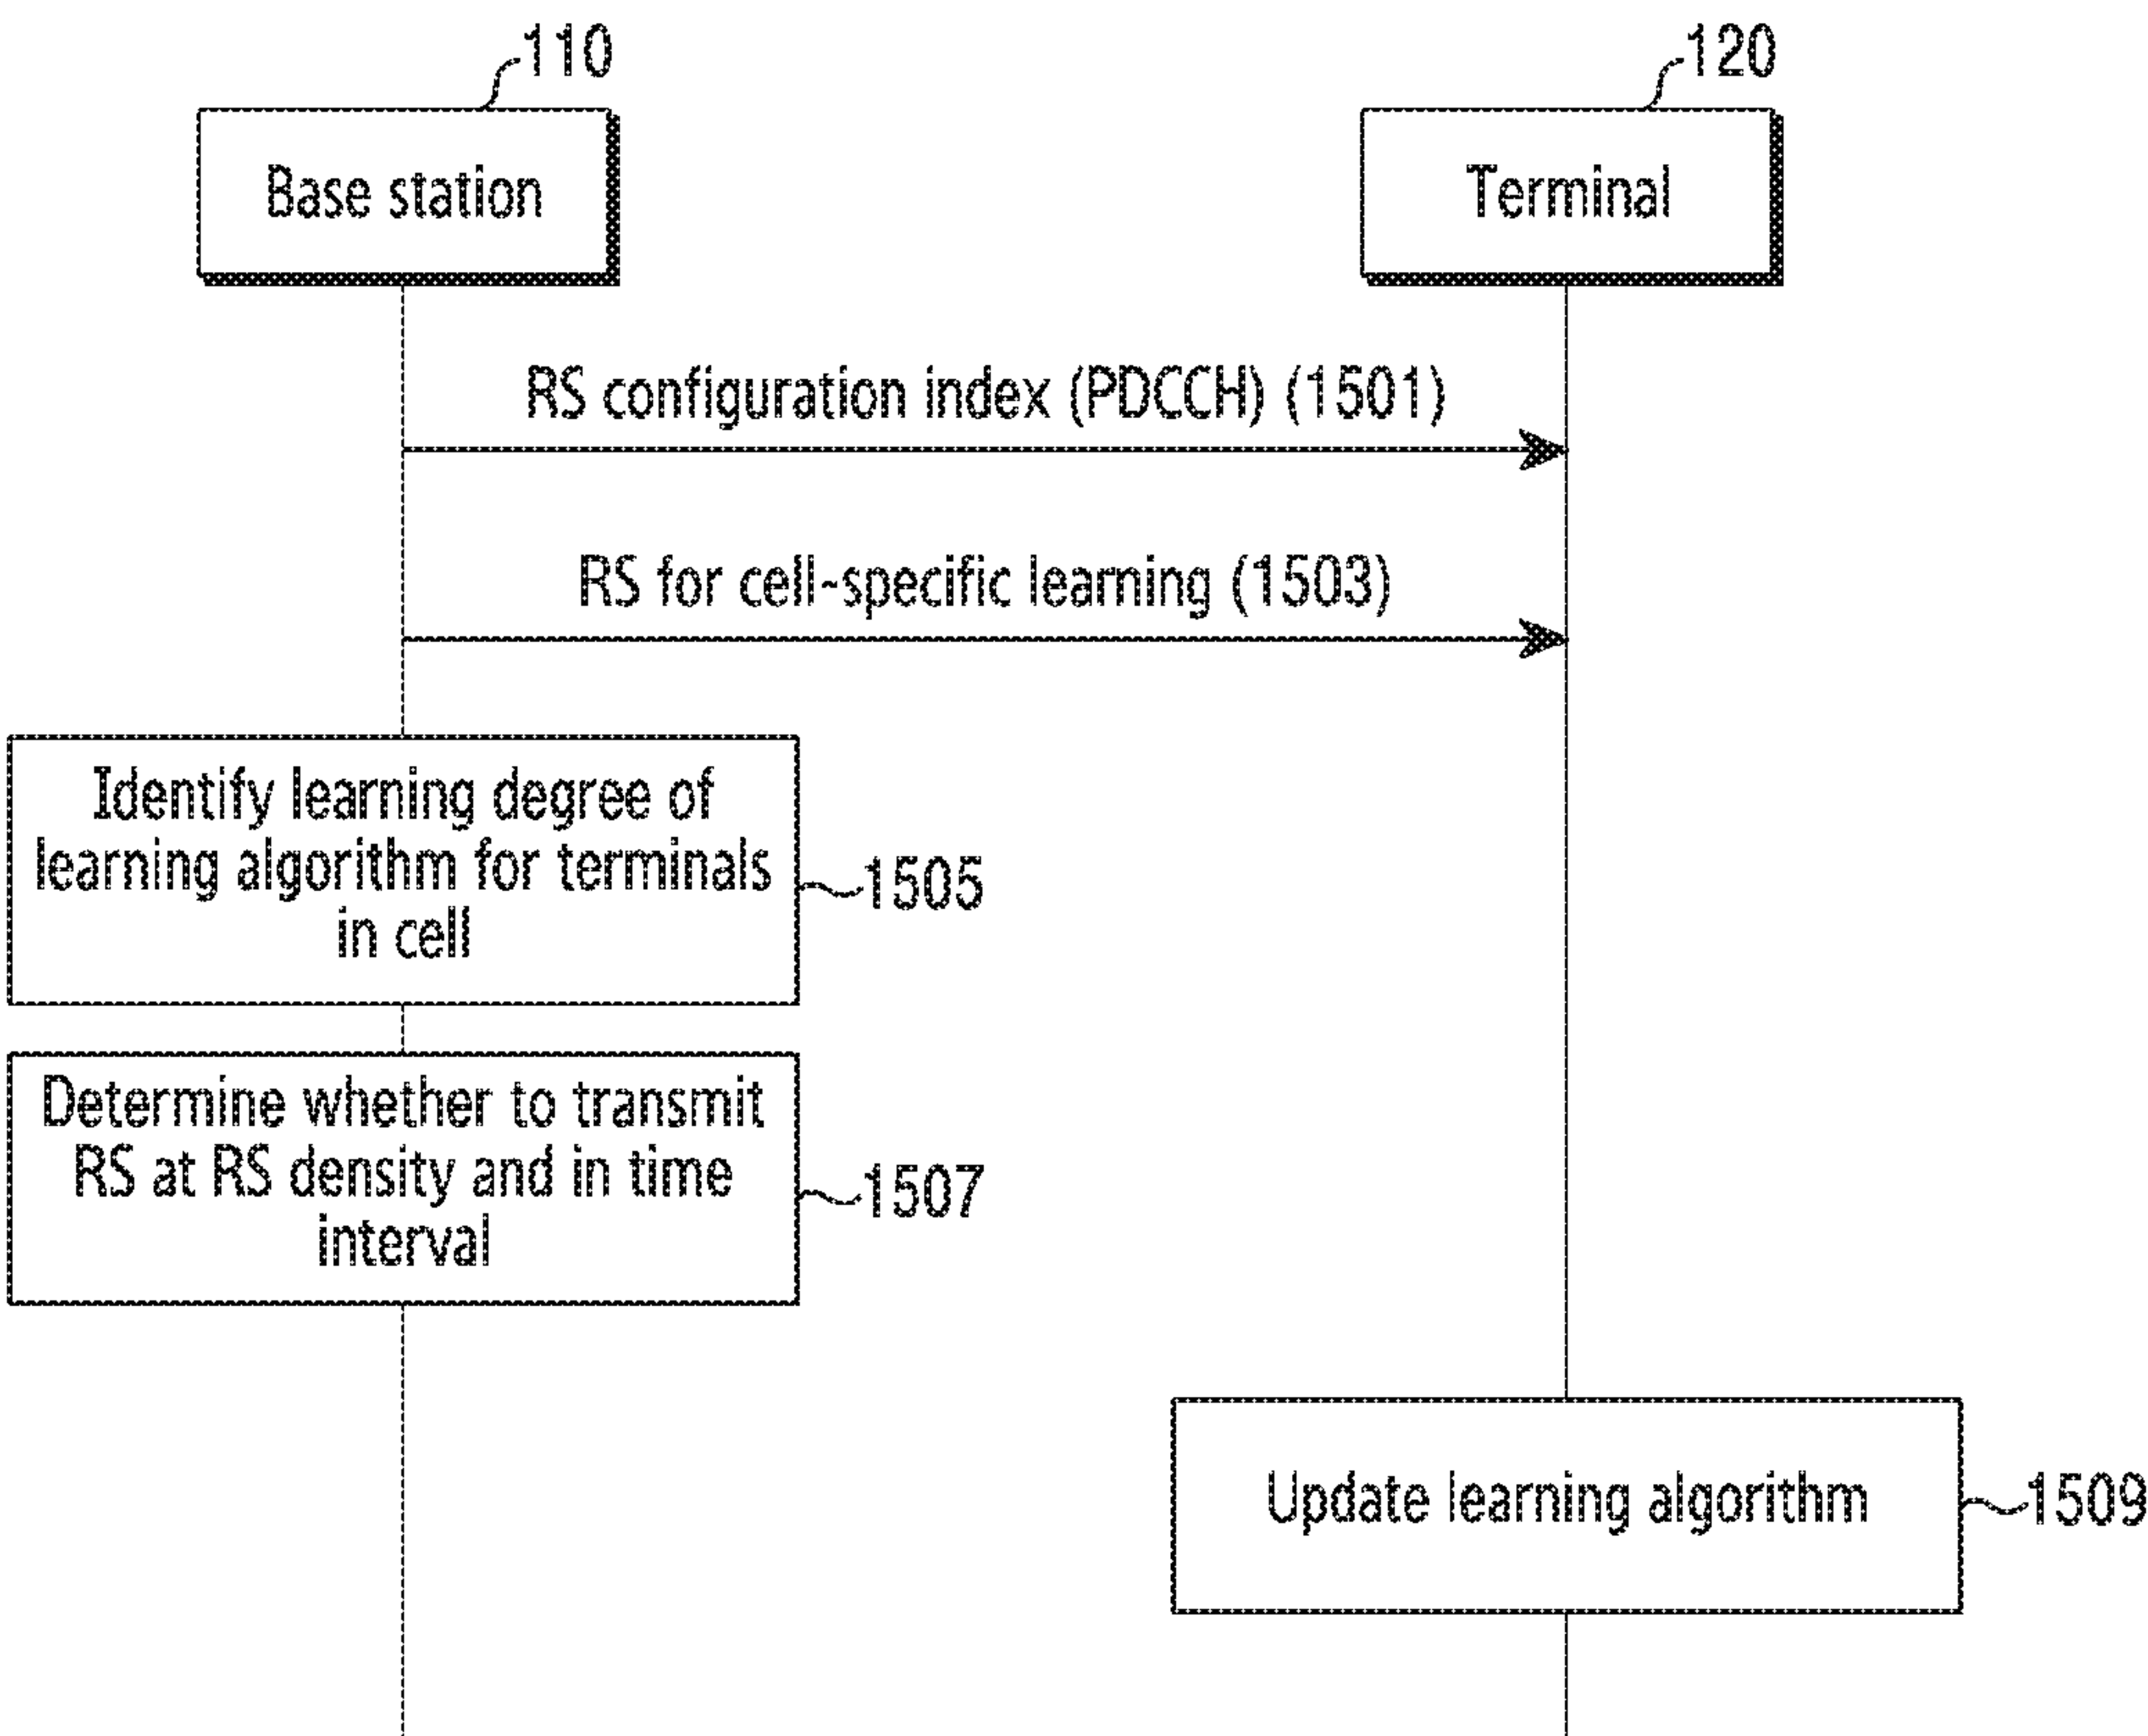 110
120
Base station
Terminal
RS configuration index (PDCCH) (1501)
RS for cell-specific learning (1503)
Identify learning degree of
learning algorithm for terminals
in cell
1505
Determine whether to transmit
RS at RS density and in time
interval
1507
Update learning algorithm
1509